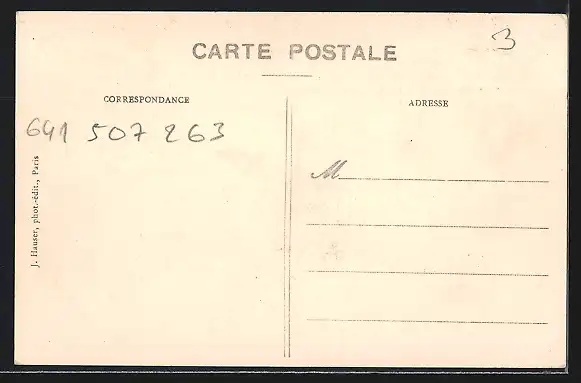 3
CARTE POSTALE
CORRESPONDANCE
ADRESSE
641 507 263
M
J. Hauser, phot.-édit., Paris